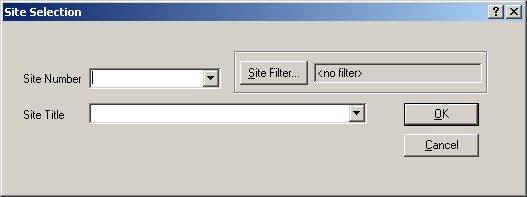 Site Selection
Site Number
Site Filter...
<no filter>
Site Title
OK
Cancel